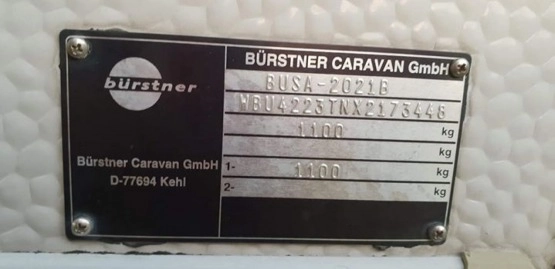 bürstner
Bürstner Caravan GmbH
D-77694 Kehl
BÜRSTNER CARAVAN GmbH
BUSA-2021B
WBU4223TNX2173448
1100 kg
kg
1- 1100 kg
2- kg